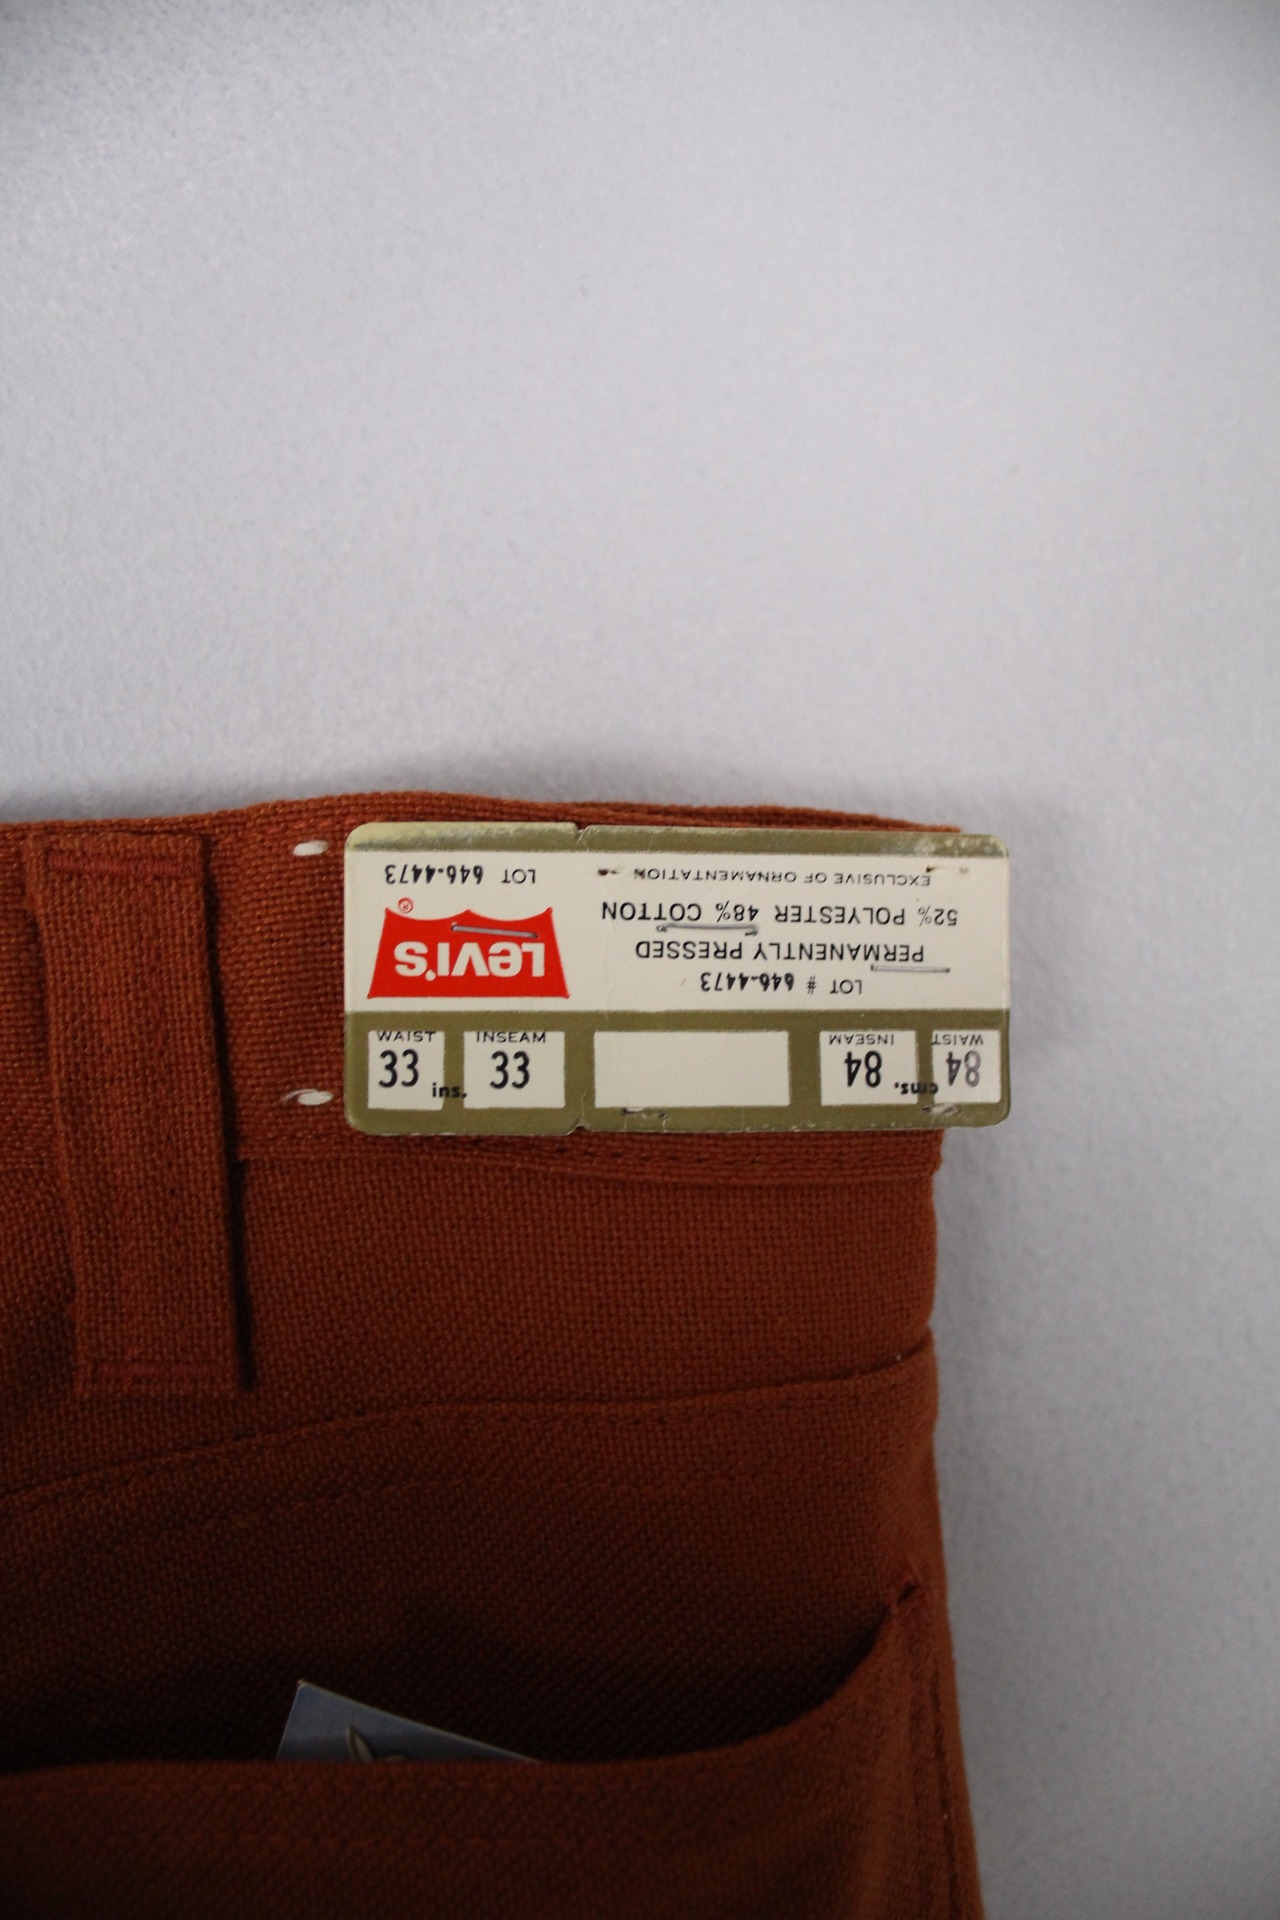 LOT 646-4473
LEVI'S ®
WAIST INSEAM
33 ins. 33
LOT # 646-4473
PERMANENTLY PRESSED
52% POLYESTER 48% COTTON
EXCLUSIVE OF ORNAMENTATION
WAIST INSEAM
84 cms. 84